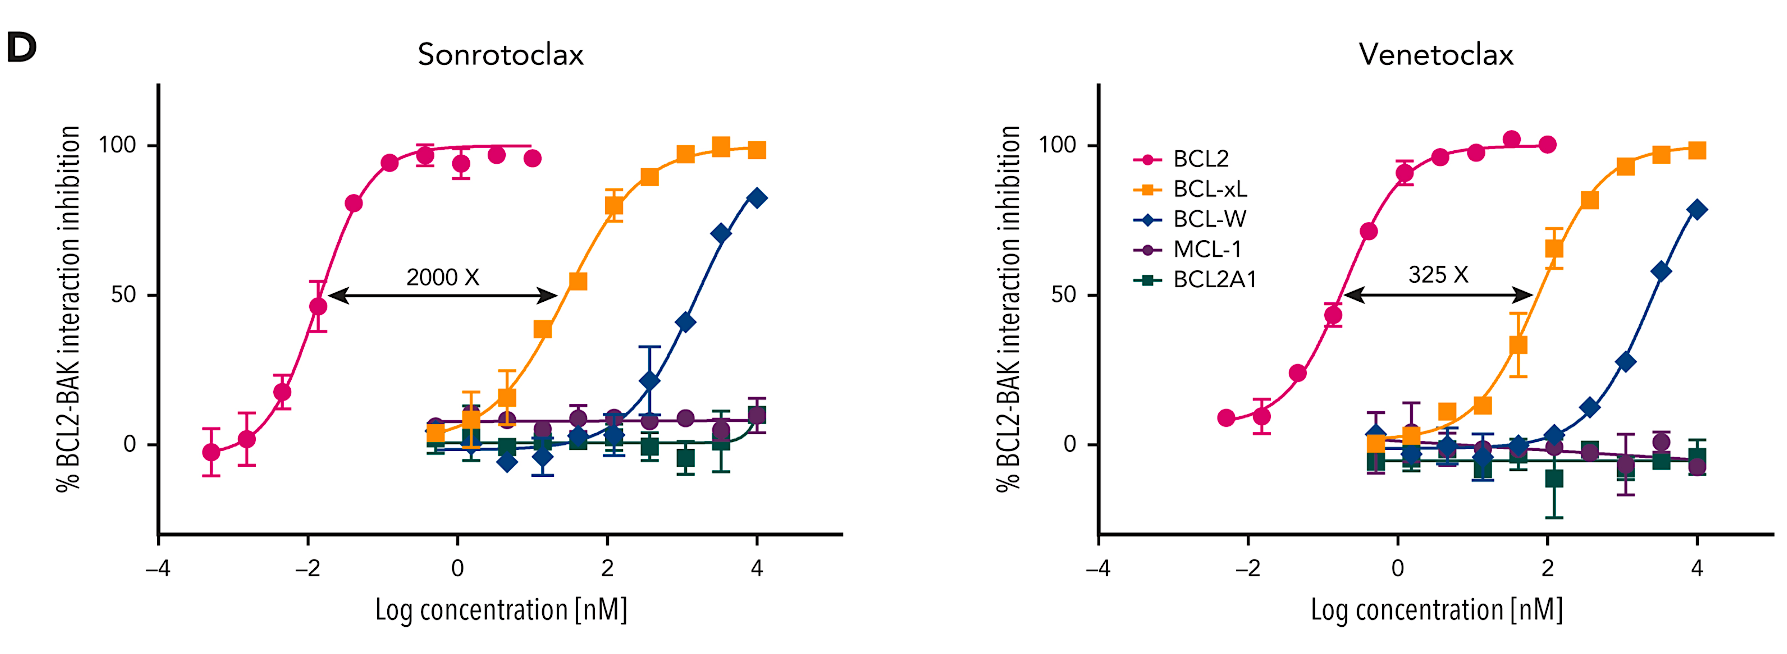 D
Sonrotoclax
% BCL2-BAK interaction inhibition
100
50
0
2000 X
–4
–2
0
2
4
Log concentration [nM]
Venetoclax
% BCL2-BAK interaction inhibition
100
50
0
BCL2
BCL-xL
BCL-W
MCL-1
BCL2A1
325 X
–4
–2
0
2
4
Log concentration [nM]